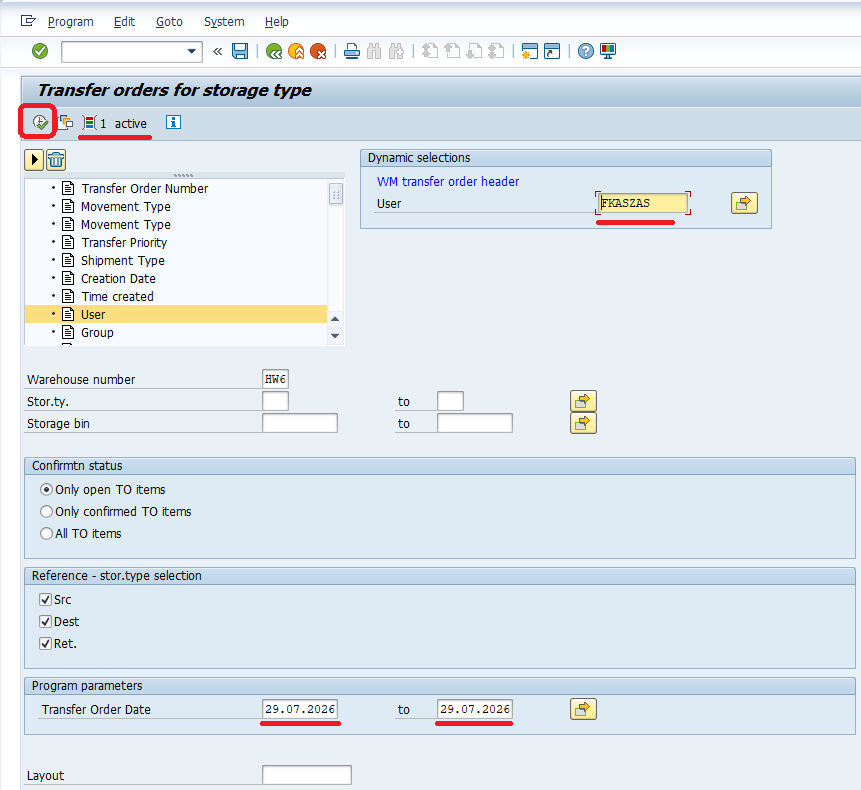 Program Edit Goto System Help
Transfer orders for storage type
1 active
Dynamic selections
WM transfer order header
User FKASZAS
Transfer Order Number
Movement Type
Movement Type
Transfer Priority
Shipment Type
Creation Date
Time created
User
Group
Warehouse number HW6
Stor.ty. to
Storage bin to
Confirmtn status
Only open TO items
Only confirmed TO items
All TO items
Reference - stor.type selection
Src
Dest
Ret.
Program parameters
Transfer Order Date 29.07.2026 to 29.07.2026
Layout